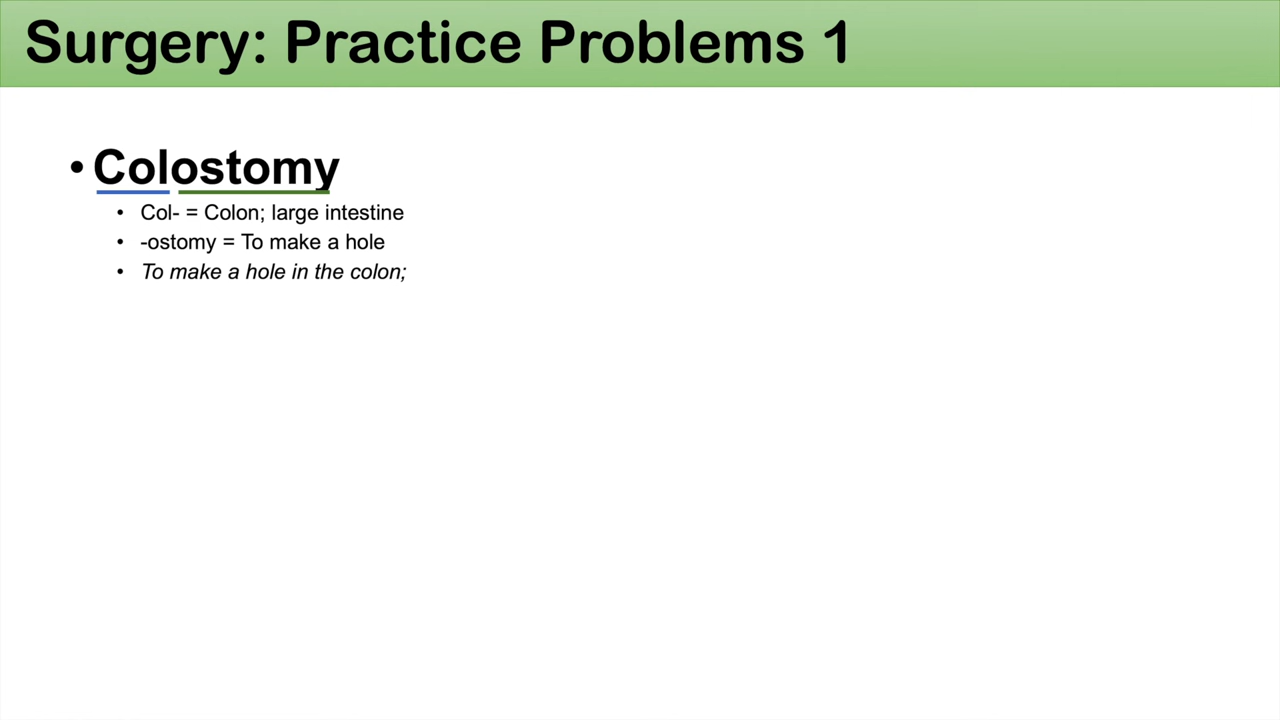 Surgery: Practice Problems 1
• Colostomy
• Col- = Colon; large intestine
• -ostomy = To make a hole
• To make a hole in the colon;